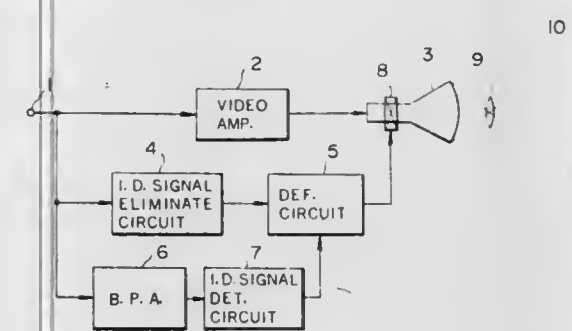 10
2
8
3
9
1
VIDEO
AMP.
4
5
I.D. SIGNAL
ELIMINATE
CIRCUIT
DEF.
CIRCUIT
6
7
B. P. A.
I.D. SIGNAL
DET.
CIRCUIT